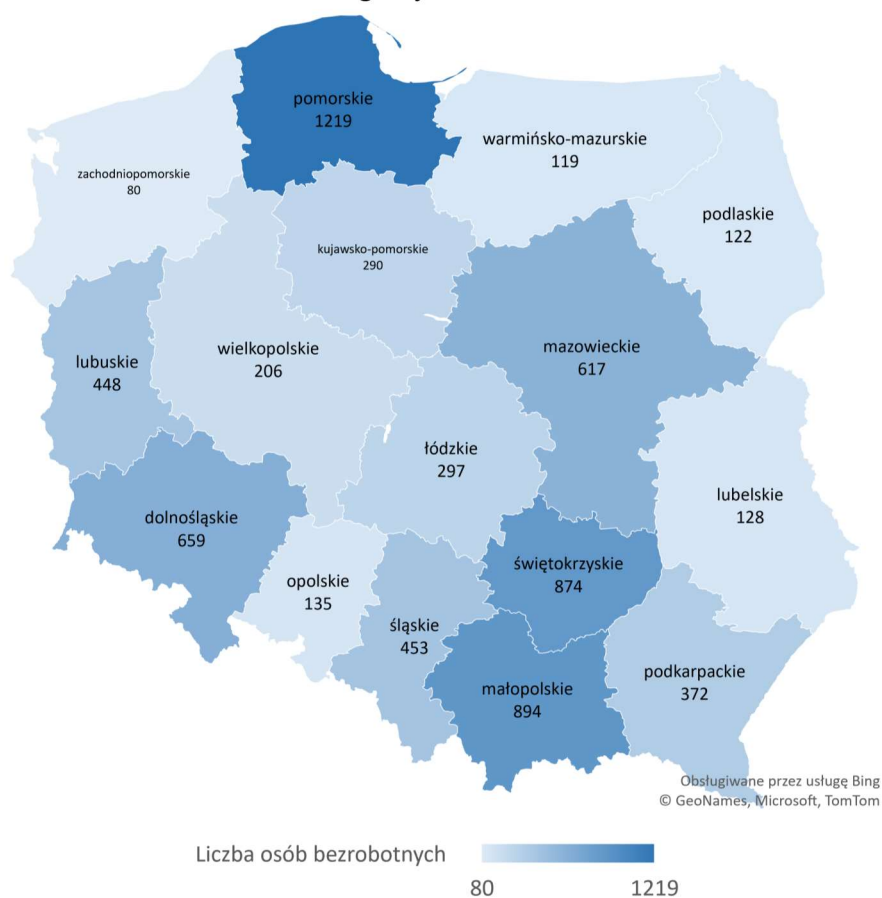 pomorskie
1219
warmińsko-mazurskie
119
zachodniopomorskie
80
podlaskie
122
kujawsko-pomorskie
290
wielkopolskie
206
mazowieckie
617
lubuskie
448
łódzkie
297
lubelskie
128
dolnośląskie
659
świętokrzyskie
874
opolskie
135
śląskie
453
podkarpackie
372
małopolskie
894
Obsługiwane przez usługę Bing
© GeoNames, Microsoft, TomTom
Liczba osób bezrobotnych
80
1219